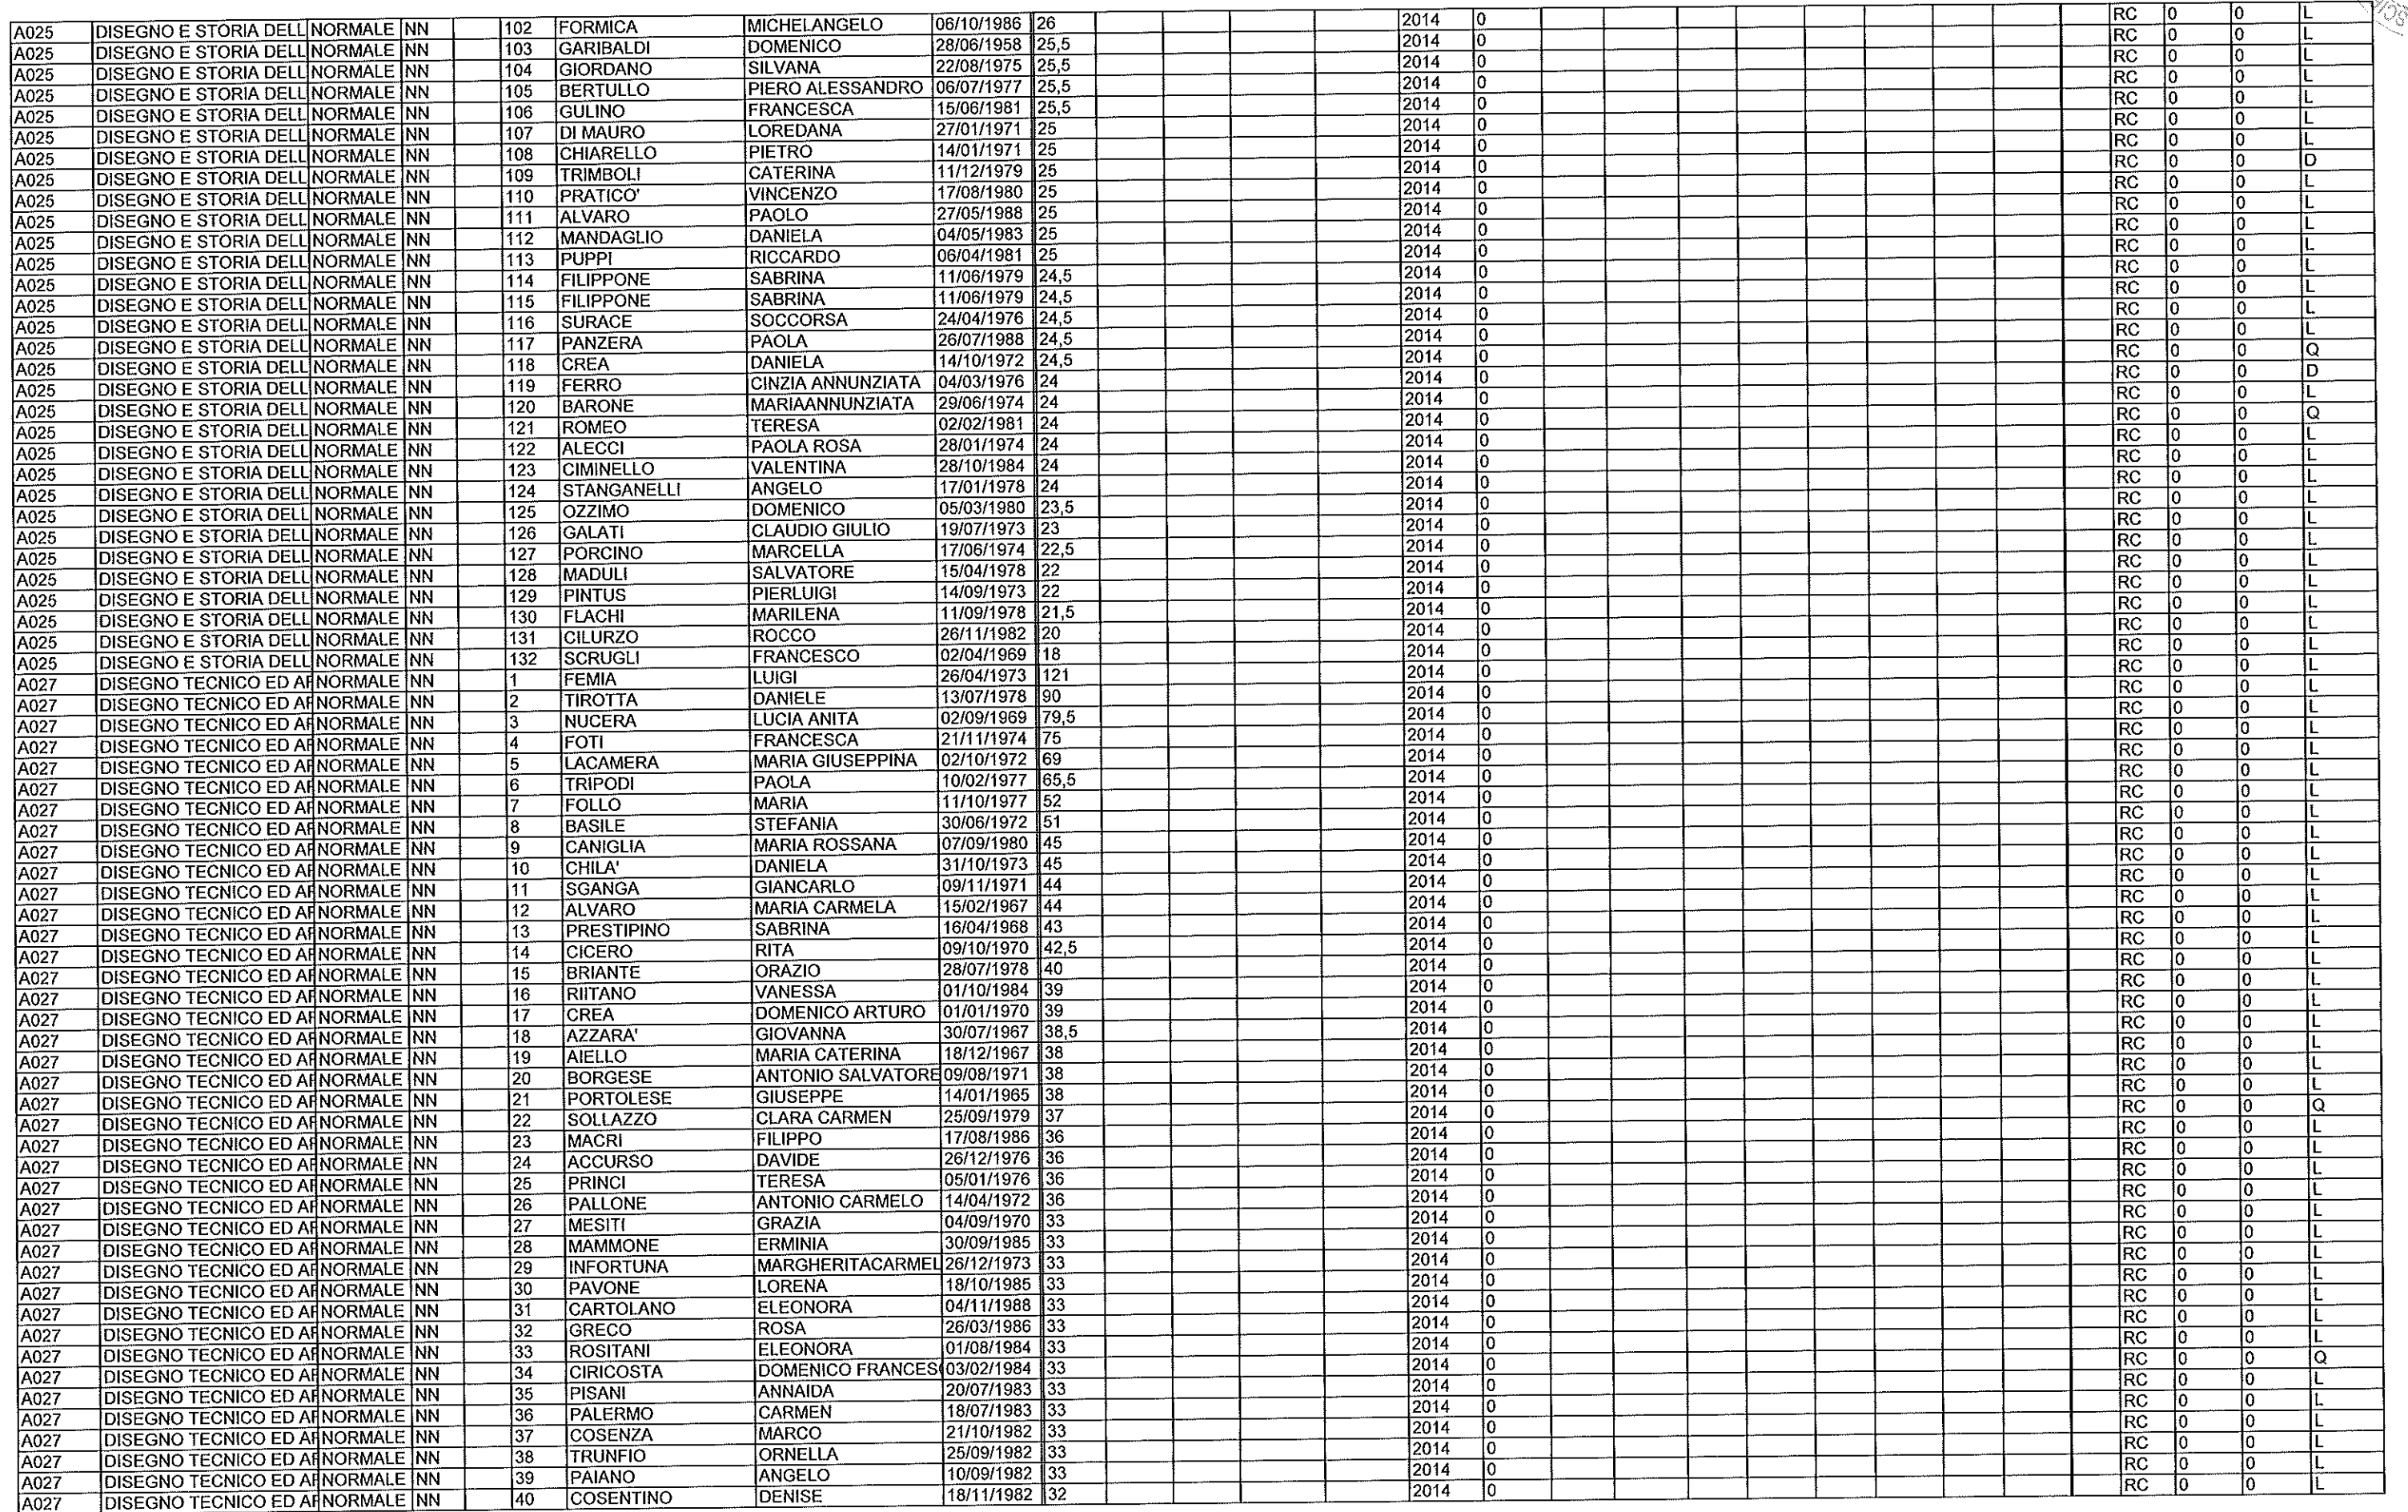 A025 DISEGNO E STORIA DELL NORMALE NN 102 FORMICA MICHELANGELO 06/10/1986 26 2014 0 RC 0 0 L
A025 DISEGNO E STORIA DELL NORMALE NN 103 GARIBALDI DOMENICO 28/06/1958 25,5 2014 0 RC 0 0 L
A025 DISEGNO E STORIA DELL NORMALE NN 104 GIORDANO SILVANA 22/08/1975 25,5 2014 0 RC 0 0 L
A025 DISEGNO E STORIA DELL NORMALE NN 105 BERTULLO PIERO ALESSANDRO 06/07/1977 25,5 2014 0 RC 0 0 L
A025 DISEGNO E STORIA DELL NORMALE NN 106 GULINO FRANCESCA 15/06/1981 25,5 2014 0 RC 0 0 L
A025 DISEGNO E STORIA DELL NORMALE NN 107 DI MAURO LOREDANA 27/01/1971 25 2014 0 RC 0 0 L
A025 DISEGNO E STORIA DELL NORMALE NN 108 CHIARELLO PIETRO 14/01/1971 25 2014 0 RC 0 0 L
A025 DISEGNO E STORIA DELL NORMALE NN 109 TRIMBOLI CATERINA 11/12/1979 25 2014 0 RC 0 0 D
A025 DISEGNO E STORIA DELL NORMALE NN 110 PRATICO' VINCENZO 17/08/1980 25 2014 0 RC 0 0 L
A025 DISEGNO E STORIA DELL NORMALE NN 111 ALVARO PAOLO 27/05/1988 25 2014 0 RC 0 0 L
A025 DISEGNO E STORIA DELL NORMALE NN 112 MANDAGLIO DANIELA 04/05/1983 25 2014 0 RC 0 0 L
A025 DISEGNO E STORIA DELL NORMALE NN 113 PUPPI RICCARDO 06/04/1981 25 2014 0 RC 0 0 L
A025 DISEGNO E STORIA DELL NORMALE NN 114 FILIPPONE SABRINA 11/06/1979 24,5 2014 0 RC 0 0 L
A025 DISEGNO E STORIA DELL NORMALE NN 115 FILIPPONE SABRINA 11/06/1979 24,5 2014 0 RC 0 0 L
A025 DISEGNO E STORIA DELL NORMALE NN 116 SURACE SOCCORSA 24/04/1976 24,5 2014 0 RC 0 0 L
A025 DISEGNO E STORIA DELL NORMALE NN 117 PANZERA PAOLA 26/07/1988 24,5 2014 0 RC 0 0 L
A025 DISEGNO E STORIA DELL NORMALE NN 118 CREA DANIELA 14/10/1972 24,5 2014 0 RC 0 0 Q
A025 DISEGNO E STORIA DELL NORMALE NN 119 FERRO CINZIA ANNUNZIATA 04/03/1976 24 2014 0 RC 0 0 D
A025 DISEGNO E STORIA DELL NORMALE NN 120 BARONE MARIAANNUNZIATA 29/06/1974 24 2014 0 RC 0 0 L
A025 DISEGNO E STORIA DELL NORMALE NN 121 ROMEO TERESA 02/02/1981 24 2014 0 RC 0 0 Q
A025 DISEGNO E STORIA DELL NORMALE NN 122 ALECCI PAOLA ROSA 28/01/1974 24 2014 0 RC 0 0 L
A025 DISEGNO E STORIA DELL NORMALE NN 123 CIMINELLO VALENTINA 28/10/1984 24 2014 0 RC 0 0 L
A025 DISEGNO E STORIA DELL NORMALE NN 124 STANGANELLI ANGELO 17/01/1978 24 2014 0 RC 0 0 L
A025 DISEGNO E STORIA DELL NORMALE NN 125 OZZIMO DOMENICO 05/03/1980 23,5 2014 0 RC 0 0 L
A025 DISEGNO E STORIA DELL NORMALE NN 126 GALATI CLAUDIO GIULIO 19/07/1973 23 2014 0 RC 0 0 L
A025 DISEGNO E STORIA DELL NORMALE NN 127 PORCINO MARCELLA 17/06/1974 22,5 2014 0 RC 0 0 L
A025 DISEGNO E STORIA DELL NORMALE NN 128 MADULI SALVATORE 15/04/1978 22 2014 0 RC 0 0 L
A025 DISEGNO E STORIA DELL NORMALE NN 129 PINTUS PIERLUIGI 14/09/1973 22 2014 0 RC 0 0 L
A025 DISEGNO E STORIA DELL NORMALE NN 130 FLACHI MARILENA 11/09/1978 21,5 2014 0 RC 0 0 L
A025 DISEGNO E STORIA DELL NORMALE NN 131 CILURZO ROCCO 26/11/1982 20 2014 0 RC 0 0 L
A025 DISEGNO E STORIA DELL NORMALE NN 132 SCRUGLI FRANCESCO 02/04/1969 18 2014 0 RC 0 0 L
A027 DISEGNO TECNICO ED AF NORMALE NN 1 FEMIA LUIGI 26/04/1973 121 2014 0 RC 0 0 L
A027 DISEGNO TECNICO ED AF NORMALE NN 2 TIROTTA DANIELE 13/07/1978 90 2014 0 RC 0 0 L
A027 DISEGNO TECNICO ED AF NORMALE NN 3 NUCERA LUCIA ANITA 02/09/1969 79,5 2014 0 RC 0 0 L
A027 DISEGNO TECNICO ED AF NORMALE NN 4 FOTI FRANCESCA 21/11/1974 75 2014 0 RC 0 0 L
A027 DISEGNO TECNICO ED AF NORMALE NN 5 LACAMERA MARIA GIUSEPPINA 02/10/1972 69 2014 0 RC 0 0 L
A027 DISEGNO TECNICO ED AF NORMALE NN 6 TRIPODI PAOLA 10/02/1977 65,5 2014 0 RC 0 0 L
A027 DISEGNO TECNICO ED AF NORMALE NN 7 FOLLO MARIA 11/10/1977 52 2014 0 RC 0 0 L
A027 DISEGNO TECNICO ED AF NORMALE NN 8 BASILE STEFANIA 30/06/1972 51 2014 0 RC 0 0 L
A027 DISEGNO TECNICO ED AF NORMALE NN 9 CANIGLIA MARIA ROSSANA 07/09/1980 45 2014 0 RC 0 0 L
A027 DISEGNO TECNICO ED AF NORMALE NN 10 CHILA' DANIELA 31/10/1973 45 2014 0 RC 0 0 L
A027 DISEGNO TECNICO ED AF NORMALE NN 11 SGANGA GIANCARLO 09/11/1971 44 2014 0 RC 0 0 L
A027 DISEGNO TECNICO ED AF NORMALE NN 12 ALVARO MARIA CARMELA 15/02/1967 44 2014 0 RC 0 0 L
A027 DISEGNO TECNICO ED AF NORMALE NN 13 PRESTIPINO SABRINA 16/04/1968 43 2014 0 RC 0 0 L
A027 DISEGNO TECNICO ED AF NORMALE NN 14 CICERO RITA 09/10/1970 42,5 2014 0 RC 0 0 L
A027 DISEGNO TECNICO ED AF NORMALE NN 15 BRIANTE ORAZIO 28/07/1978 40 2014 0 RC 0 0 L
A027 DISEGNO TECNICO ED AF NORMALE NN 16 RIITANO VANESSA 01/10/1984 39 2014 0 RC 0 0 L
A027 DISEGNO TECNICO ED AF NORMALE NN 17 CREA DOMENICO ARTURO 01/01/1970 39 2014 0 RC 0 0 L
A027 DISEGNO TECNICO ED AF NORMALE NN 18 AZZARA' GIOVANNA 30/07/1967 38,5 2014 0 RC 0 0 L
A027 DISEGNO TECNICO ED AF NORMALE NN 19 AIELLO MARIA CATERINA 18/12/1967 38 2014 0 RC 0 0 L
A027 DISEGNO TECNICO ED AF NORMALE NN 20 BORGESE ANTONIO SALVATORE 09/08/1971 38 2014 0 RC 0 0 L
A027 DISEGNO TECNICO ED AF NORMALE NN 21 PORTOLESE GIUSEPPE 14/01/1965 38 2014 0 RC 0 0 L
A027 DISEGNO TECNICO ED AF NORMALE NN 22 SOLLAZZO CLARA CARMEN 25/09/1979 37 2014 0 RC 0 0 Q
A027 DISEGNO TECNICO ED AF NORMALE NN 23 MACRI FILIPPO 17/08/1986 36 2014 0 RC 0 0 L
A027 DISEGNO TECNICO ED AF NORMALE NN 24 ACCURSO DAVIDE 26/12/1976 36 2014 0 RC 0 0 L
A027 DISEGNO TECNICO ED AF NORMALE NN 25 PRINCI TERESA 05/01/1976 36 2014 0 RC 0 0 L
A027 DISEGNO TECNICO ED AF NORMALE NN 26 PALLONE ANTONIO CARMELO 14/04/1972 36 2014 0 RC 0 0 L
A027 DISEGNO TECNICO ED AF NORMALE NN 27 MESITI GRAZIA 04/09/1970 33 2014 0 RC 0 0 L
A027 DISEGNO TECNICO ED AF NORMALE NN 28 MAMMONE ERMINIA 30/09/1985 33 2014 0 RC 0 0 L
A027 DISEGNO TECNICO ED AF NORMALE NN 29 INFORTUNA MARGHERITACARMEL 26/12/1973 33 2014 0 RC 0 0 L
A027 DISEGNO TECNICO ED AF NORMALE NN 30 PAVONE LORENA 18/10/1985 33 2014 0 RC 0 0 L
A027 DISEGNO TECNICO ED AF NORMALE NN 31 CARTOLANO ELEONORA 04/11/1988 33 2014 0 RC 0 0 L
A027 DISEGNO TECNICO ED AF NORMALE NN 32 GRECO ROSA 26/03/1986 33 2014 0 RC 0 0 L
A027 DISEGNO TECNICO ED AF NORMALE NN 33 ROSITANI ELEONORA 01/08/1984 33 2014 0 RC 0 0 L
A027 DISEGNO TECNICO ED AF NORMALE NN 34 CIRICOSTA DOMENICO FRANCES 03/02/1984 33 2014 0 RC 0 0 Q
A027 DISEGNO TECNICO ED AF NORMALE NN 35 PISANI ANNAIDA 20/07/1983 33 2014 0 RC 0 0 L
A027 DISEGNO TECNICO ED AF NORMALE NN 36 PALERMO CARMEN 18/07/1983 33 2014 0 RC 0 0 L
A027 DISEGNO TECNICO ED AF NORMALE NN 37 COSENZA MARCO 21/10/1982 33 2014 0 RC 0 0 L
A027 DISEGNO TECNICO ED AF NORMALE NN 38 TRUNFIO ORNELLA 25/09/1982 33 2014 0 RC 0 0 L
A027 DISEGNO TECNICO ED AF NORMALE NN 39 PAIANO ANGELO 10/09/1982 33 2014 0 RC 0 0 L
A027 DISEGNO TECNICO ED AF NORMALE NN 40 COSENTINO DENISE 18/11/1982 32 2014 0 RC 0 0 L